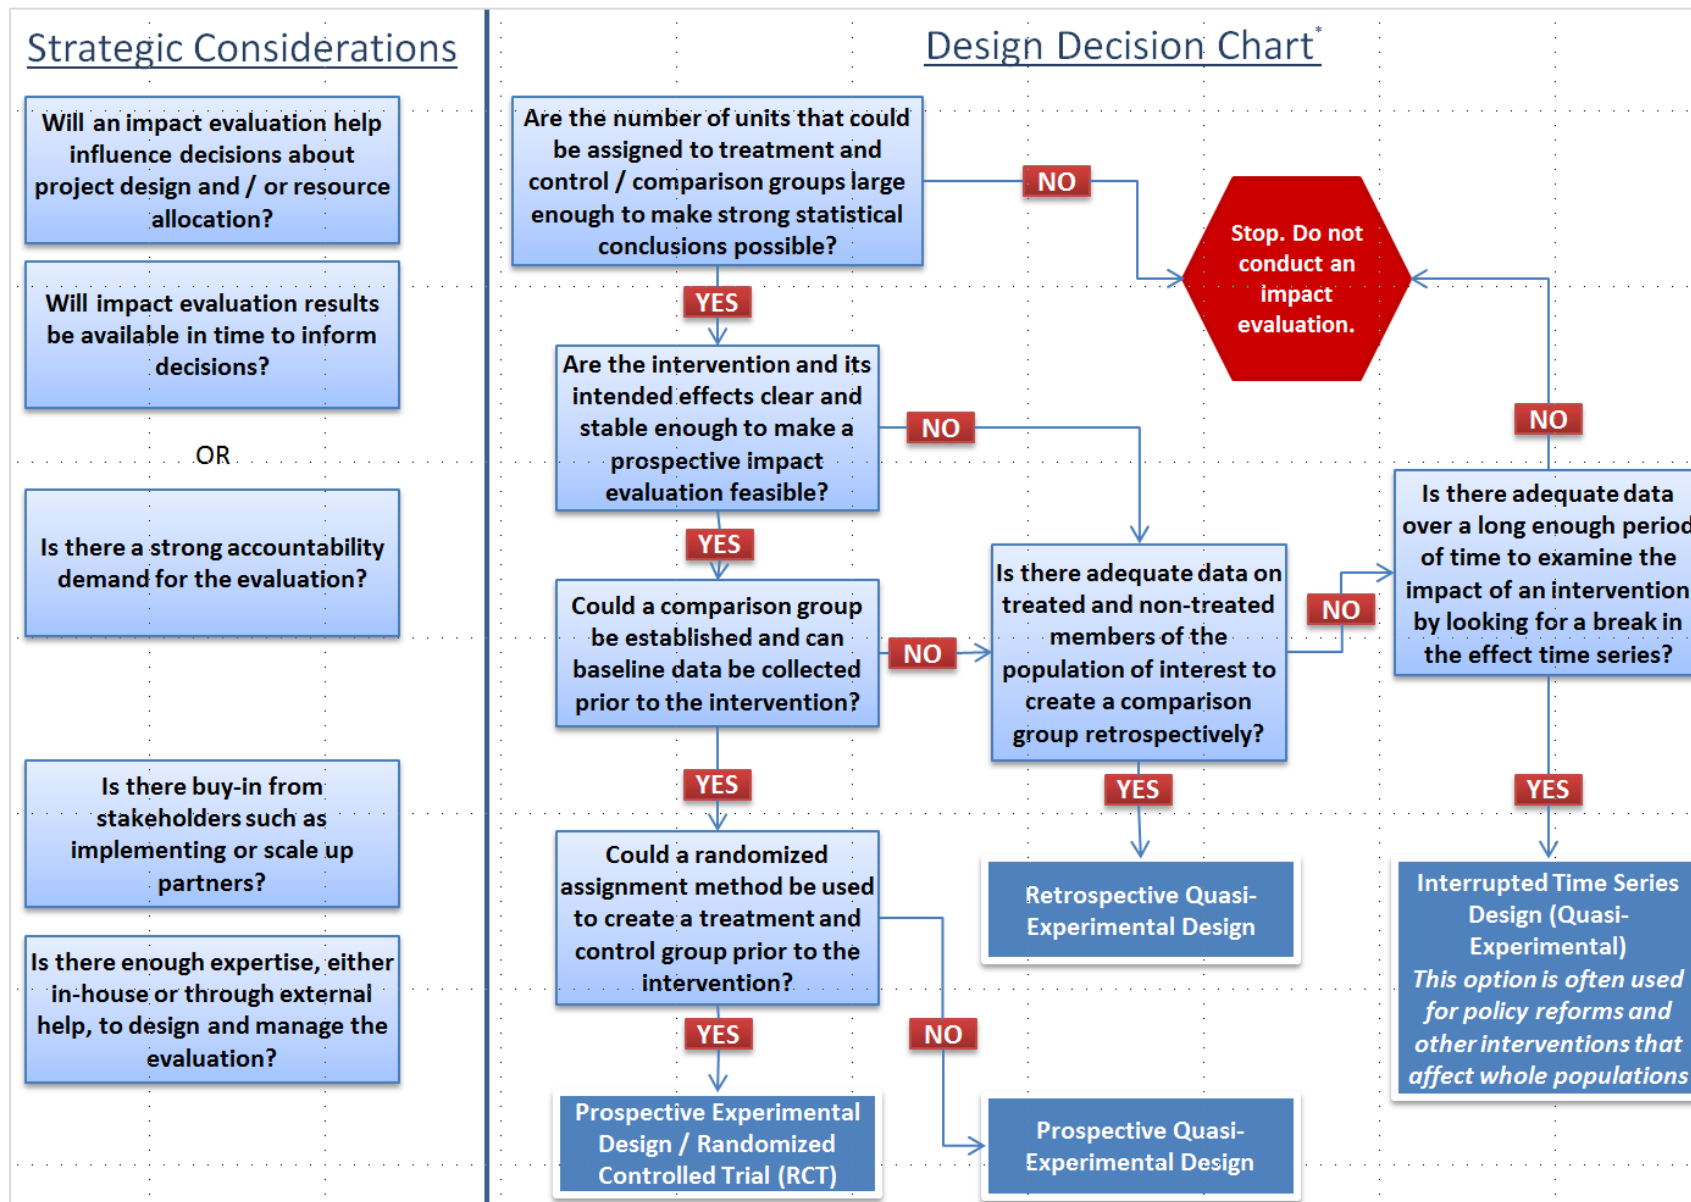 Strategic Considerations
Will an impact evaluation help
influence decisions about
project design and / or resource
allocation?
Will impact evaluation results
be available in time to inform
decisions?
OR
Is there a strong accountability
demand for the evaluation?
Is there buy-in from
stakeholders such as
implementing or scale up
partners?
Is there enough expertise, either
in-house or through external
help, to design and manage the
evaluation?
Design Decision Chart*
Are the number of units that could
be assigned to treatment and
control / comparison groups large
enough to make strong statistical
conclusions possible?
NO
Stop. Do not
conduct an
impact
evaluation.
YES
Are the intervention and its
intended effects clear and
stable enough to make a
prospective impact
evaluation feasible?
NO
NO
YES
Is there adequate data
over a long enough period
of time to examine the
impact of an intervention
by looking for a break in
the effect time series?
Could a comparison group
be established and can
baseline data be collected
prior to the intervention?
NO
Is there adequate data on
treated and non-treated
members of the
population of interest to
create a comparison
group retrospectively?
NO
YES
YES
YES
Could a randomized
assignment method be used
to create a treatment and
control group prior to the
intervention?
Retrospective Quasi-
Experimental Design
Interrupted Time Series
Design (Quasi-
Experimental)
This option is often used
for policy reforms and
other interventions that
affect whole populations
YES
NO
Prospective Experimental
Design / Randomized
Controlled Trial (RCT)
Prospective Quasi-
Experimental Design